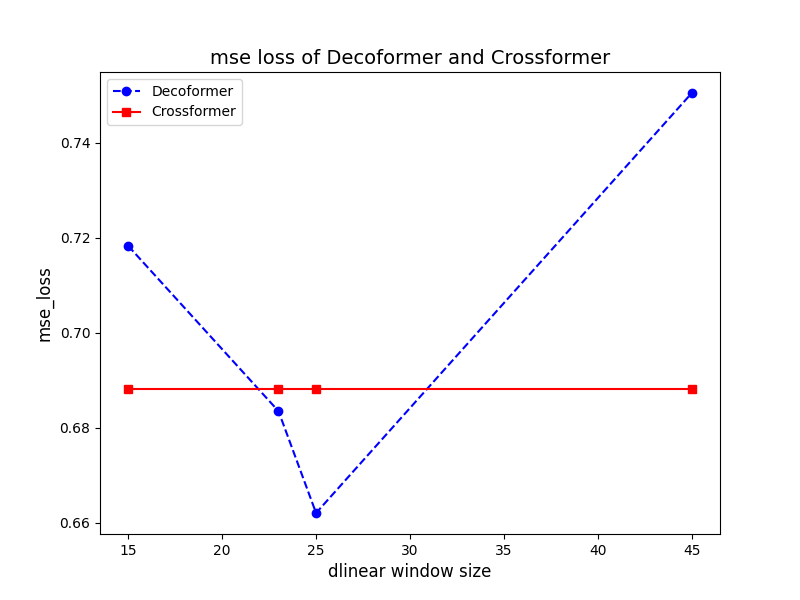 mse loss of Decoformer and Crossformer
Decoformer
Crossformer
0.74
0.72
0.70
0.68
0.66
mse_loss
15 20 25 30 35 40 45
dlinear window size